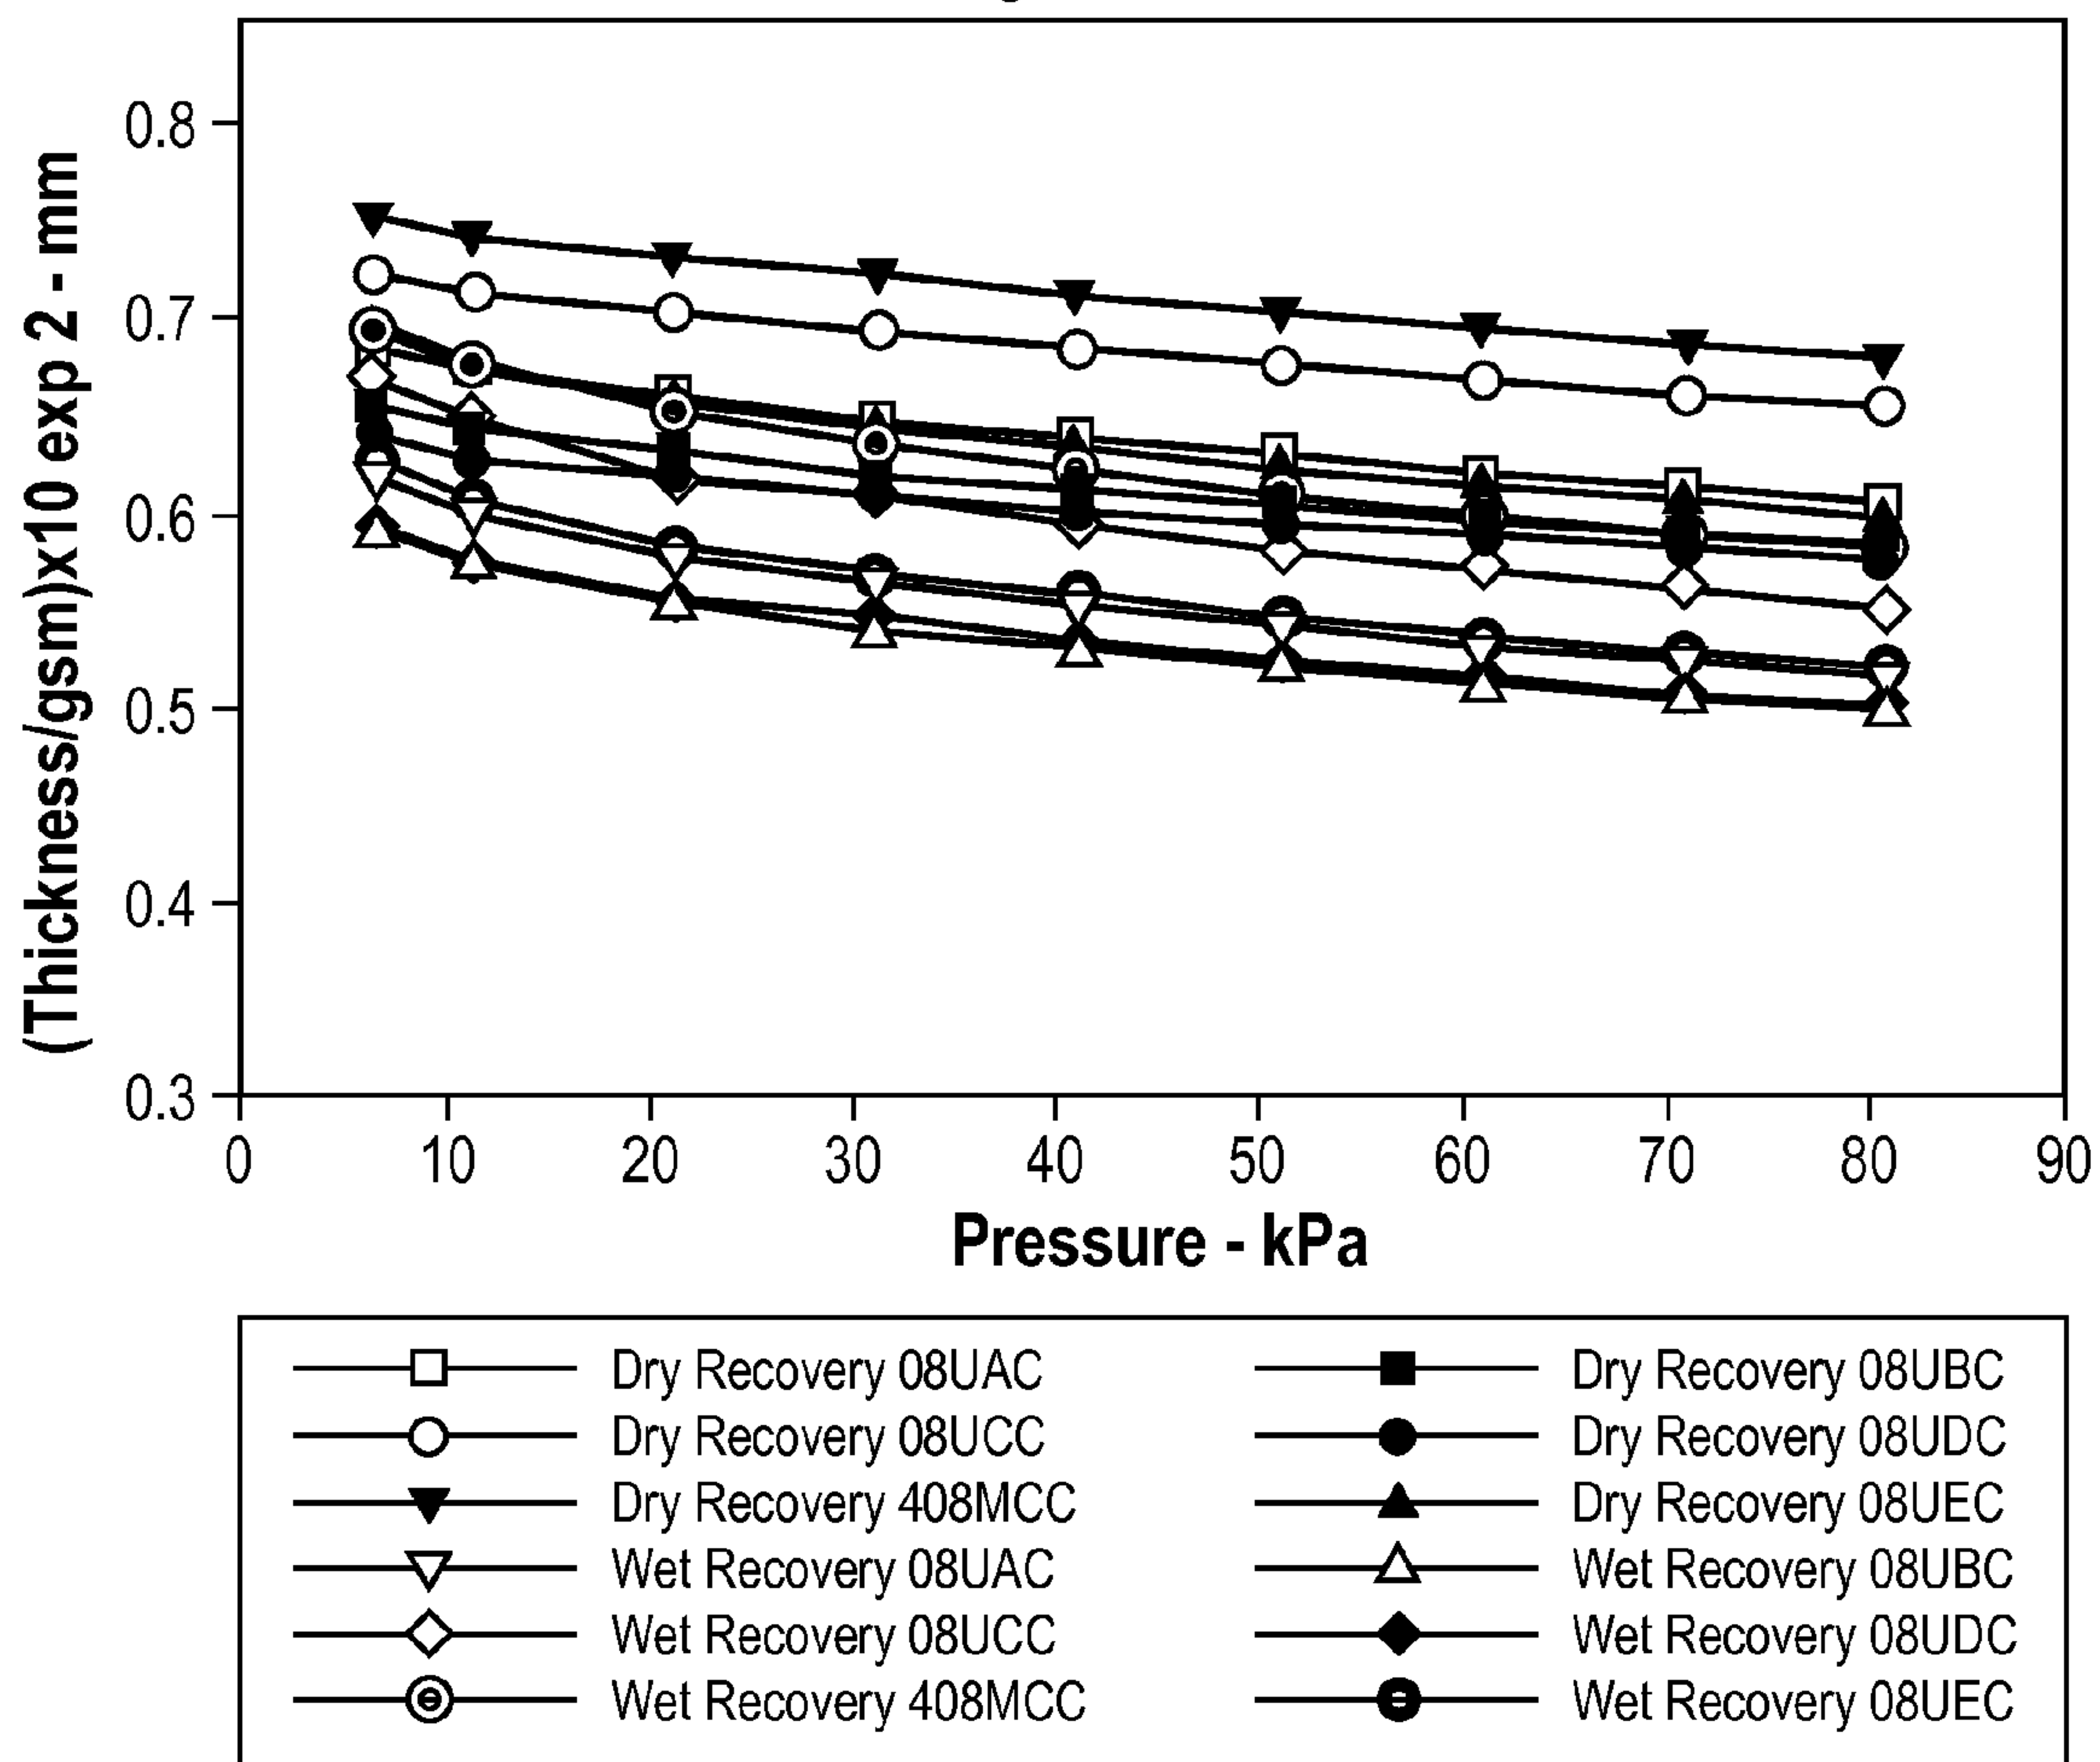 (Thickness/gsm)x10 exp 2 - mm
0.8
0.7
0.6
0.5
0.4
0.3
0 10 20 30 40 50 60 70 80 90
Pressure - kPa
Dry Recovery 08UAC Dry Recovery 08UBC
Dry Recovery 08UCC Dry Recovery 08UDC
Dry Recovery 408MCC Dry Recovery 08UEC
Wet Recovery 08UAC Wet Recovery 08UBC
Wet Recovery 08UCC Wet Recovery 08UDC
Wet Recovery 408MCC Wet Recovery 08UEC